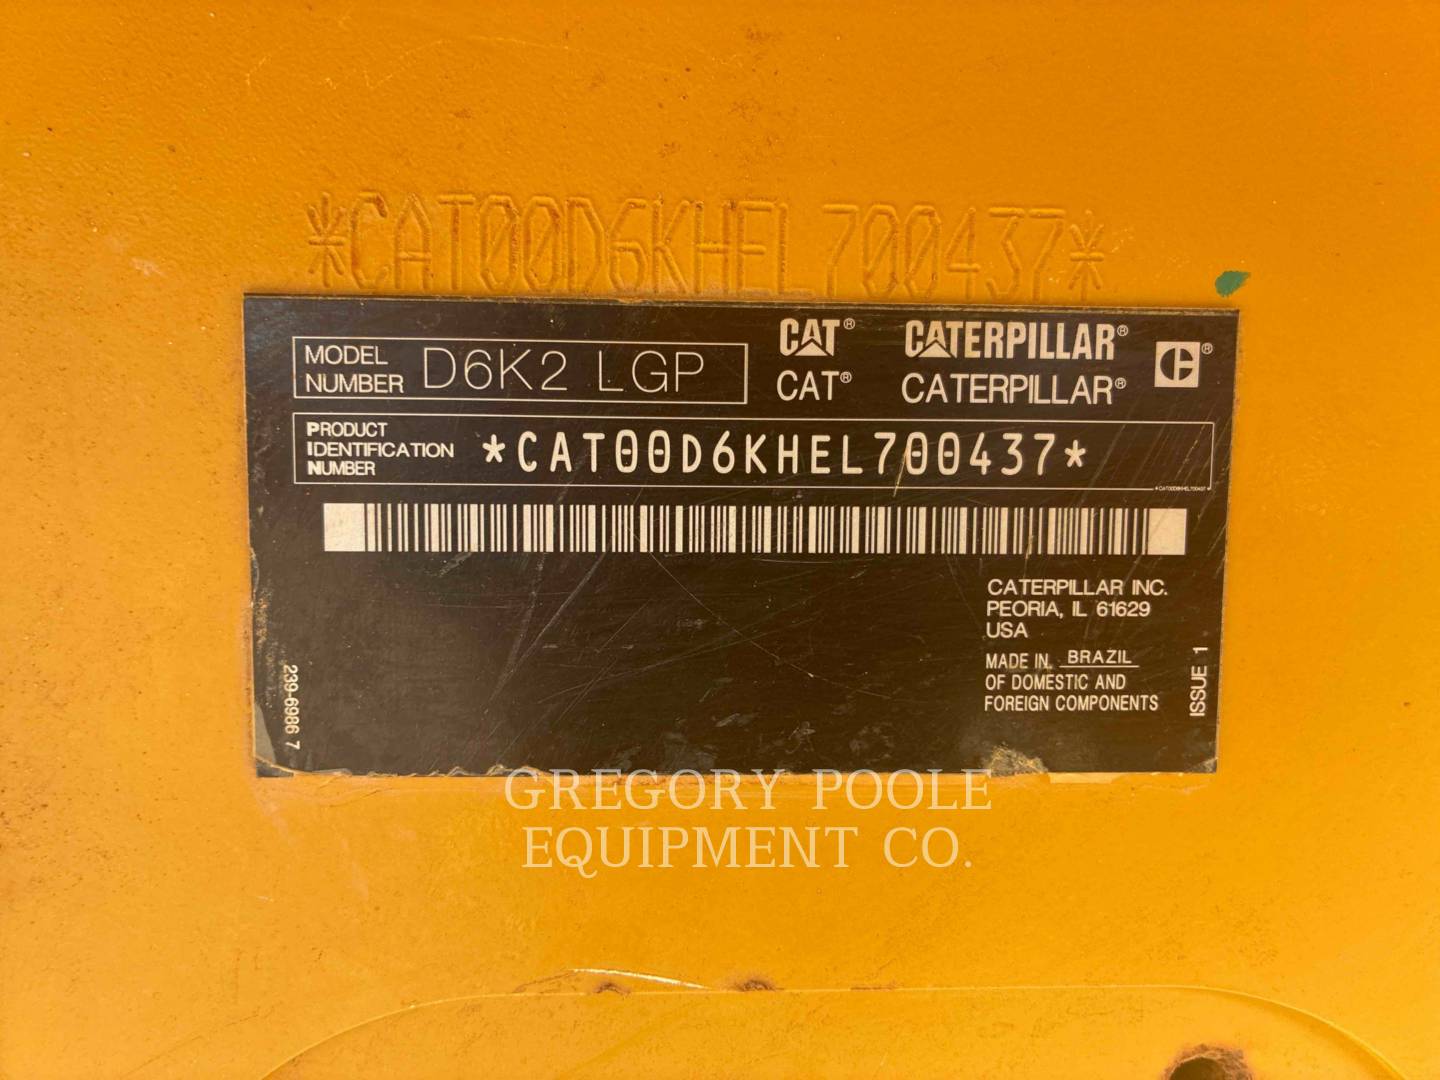 *CAT00D6KHEL700437*
MODEL NUMBER D6K2 LGP
CAT® CATERPILLAR®
CAT® CATERPILLAR®
PRODUCT IDENTIFICATION NUMBER *CAT00D6KHEL700437*
*CAT00D6KHEL700437*
CATERPILLAR INC.
PEORIA, IL 61629
USA
MADE IN BRAZIL
OF DOMESTIC AND
FOREIGN COMPONENTS
ISSUE 1
239-6986 7
GREGORY POOLE
EQUIPMENT CO.